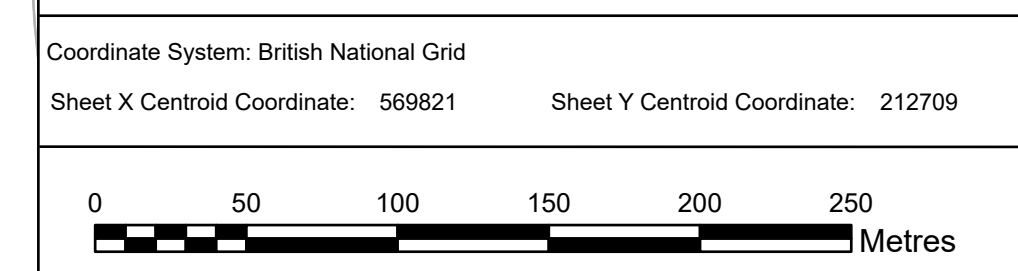 Coordinate System: British National Grid
Sheet X Centroid Coordinate: 569821 Sheet Y Centroid Coordinate: 212709
0 50 100 150 200 250
Metres